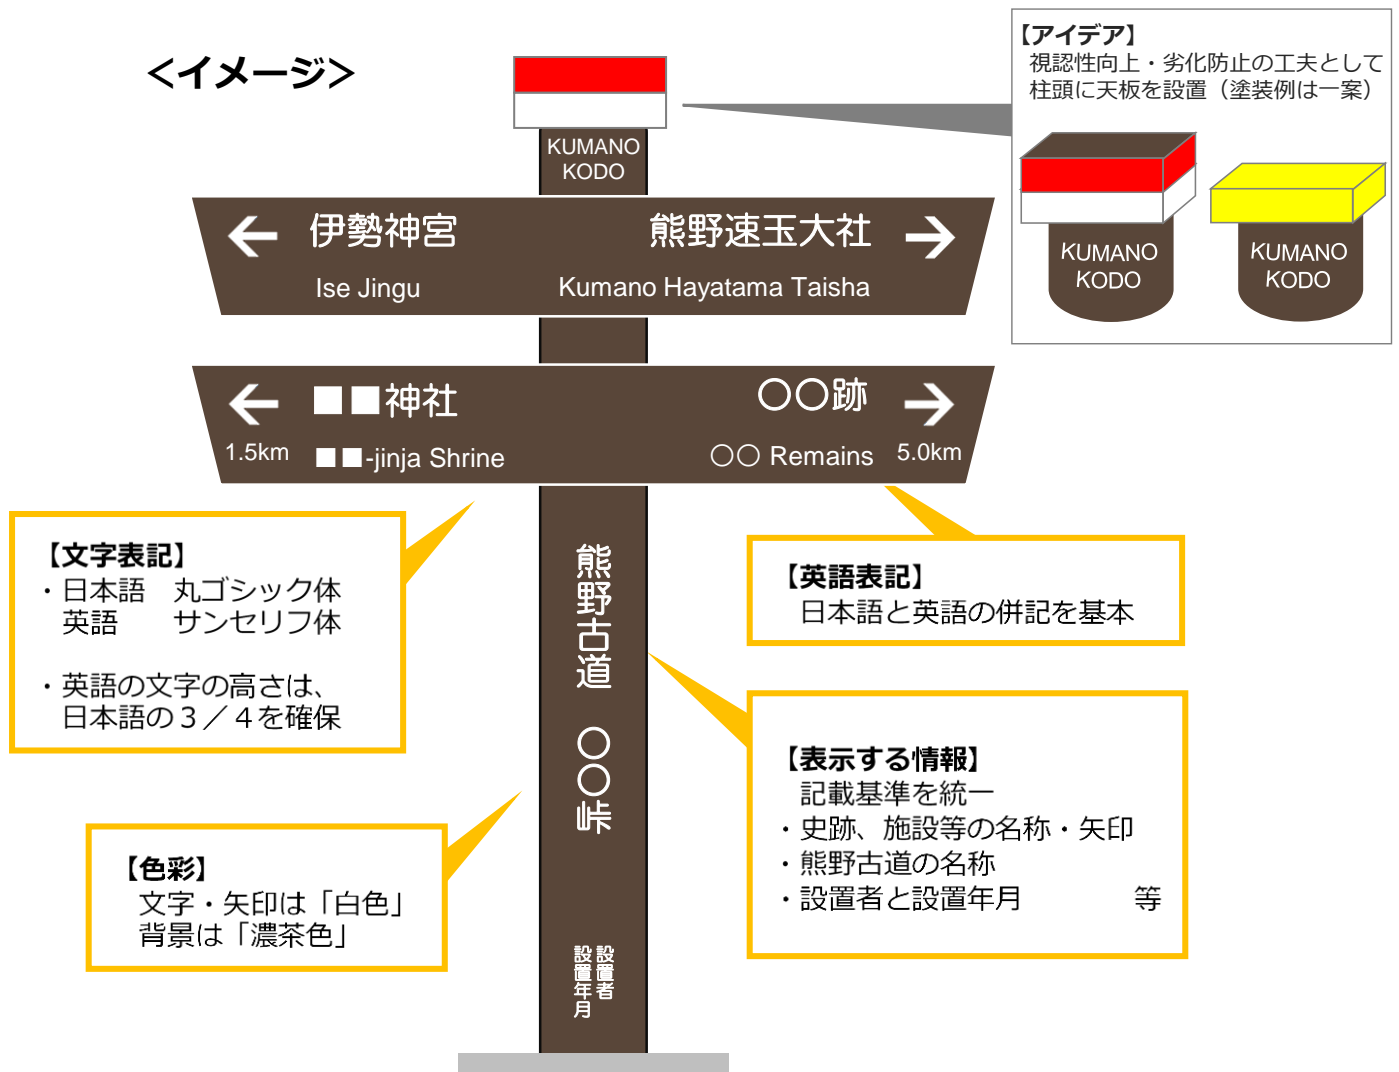 <イメージ>
【アイデア】
視認性向上・劣化防止の工夫として
柱頭に天板を設置（塗装例は一案）
KUMANO
KODO
KUMANO
KODO
KUMANO
KODO
← 伊勢神宮 熊野速玉大社 →
Ise Jingu Kumano Hayatama Taisha
← ■■神社 〇〇跡 →
1.5km ■■-jinja Shrine 〇〇 Remains 5.0km
【文字表記】
・日本語 丸ゴシック体
英語 サンセリフ体
・英語の文字の高さは、
日本語の３／４を確保
【英語表記】
日本語と英語の併記を基本
熊野古道 〇〇峠
【表示する情報】
記載基準を統一
・史跡、施設等の名称・矢印
・熊野古道の名称
・設置者と設置年月 等
【色彩】
文字・矢印は「白色」
背景は「濃茶色」
設置者
設置年月